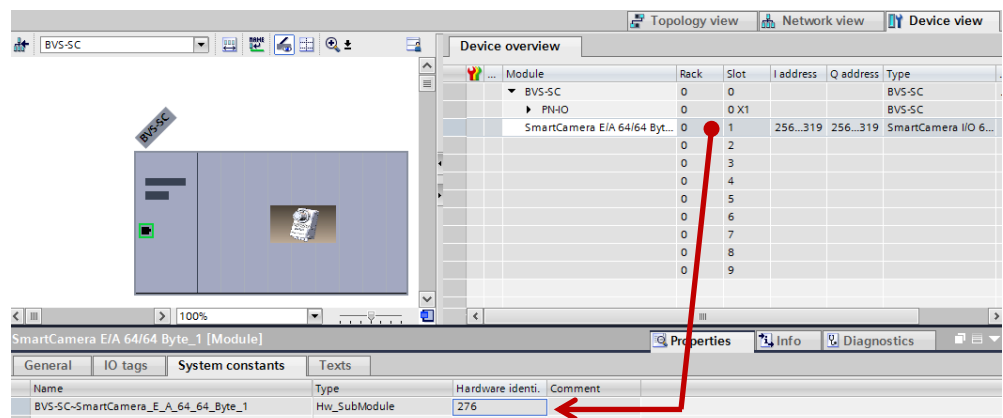 Topology view Network view Device view
BVS-SC
Device overview
... Module Rack Slot I address Q address Type
BVS-SC 0 0 BVS-SC
PN-IO 0 0 X1 BVS-SC
SmartCamera E/A 64/64 Byt... 0 1 256...319 256...319 SmartCamera I/O 6...
0 2
0 3
0 4
0 5
0 6
0 7
0 8
0 9
BVS-SC
100%
SmartCamera E/A 64/64 Byte_1 [Module]
Properties Info Diagnostics
General IO tags System constants Texts
Name Type Hardware identi. Comment
BVS-SC~SmartCamera_E_A_64_64_Byte_1 Hw_SubModule 276